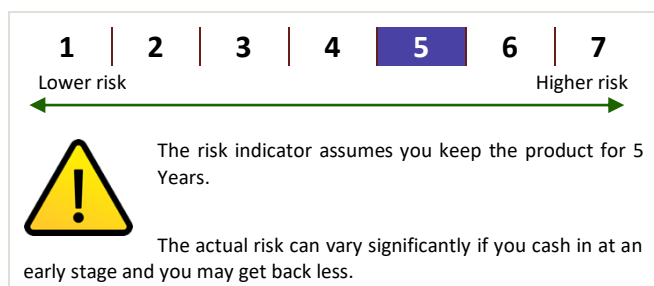 1 2 3 4 5 6 7
Lower risk Higher risk
!
The risk indicator assumes you keep the product for 5
Years.
The actual risk can vary significantly if you cash in at an
early stage and you may get back less.